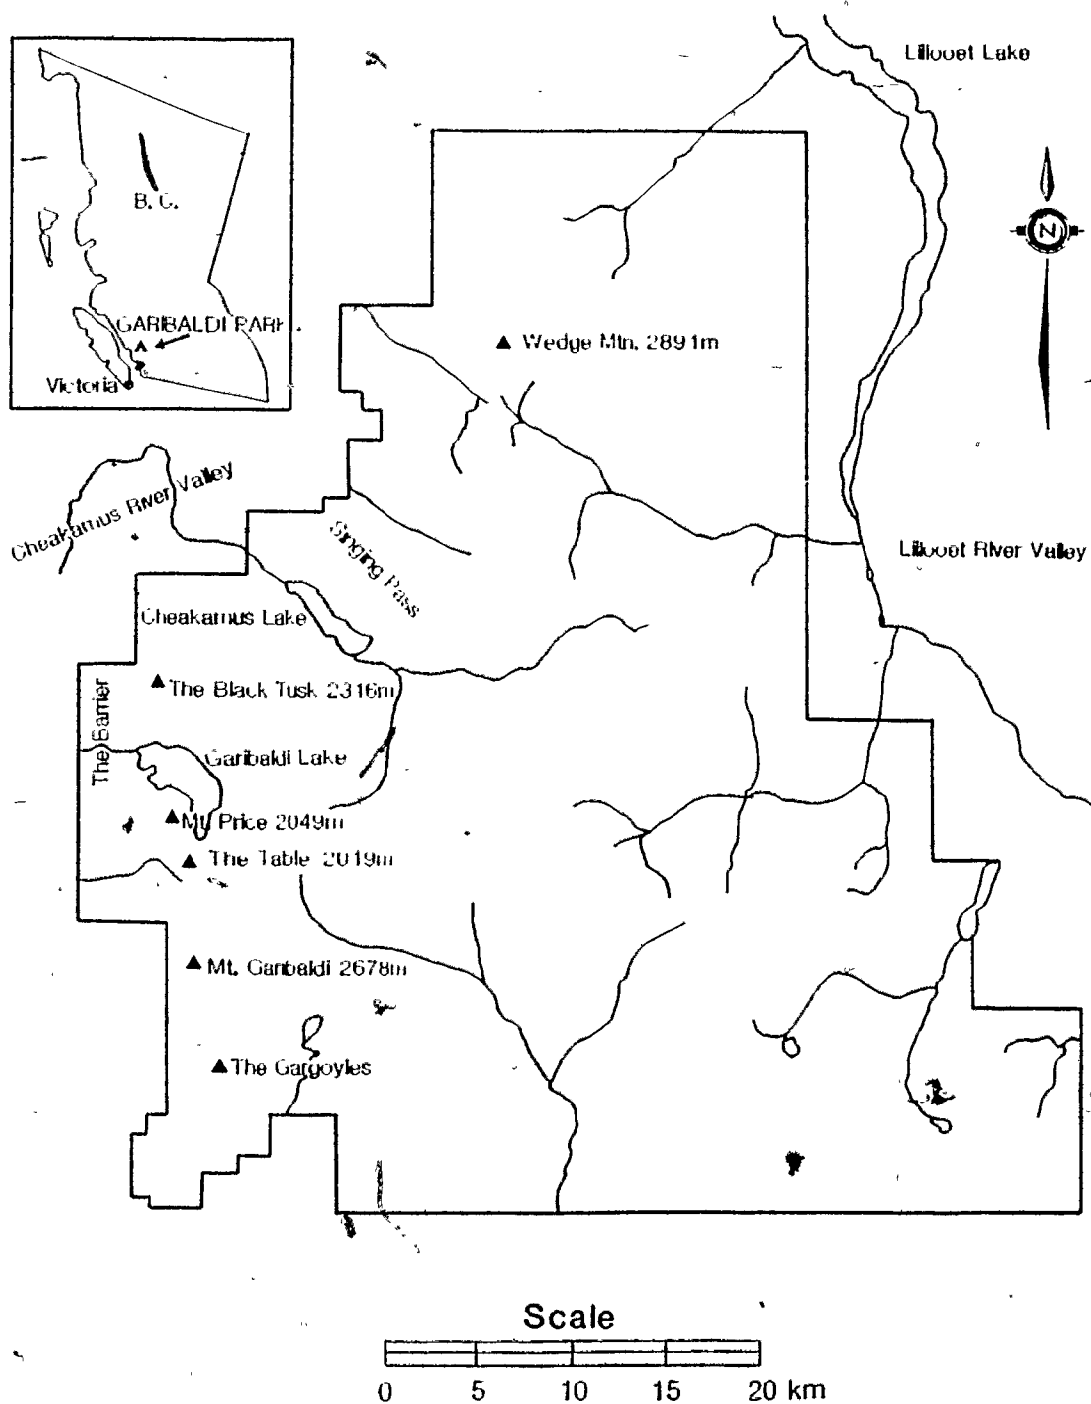 Lillooet Lake
B. C.
GARIBALDI PARK
Victoria
N
Wedge Mtn. 2891m
Cheakamus River Valley
Singing Pass
Lillooet River Valley
Cheakamus Lake
The Black Tusk 2316m
The Barrier
Garibaldi Lake
Mt. Price 2049m
The Table 2019m
Mt. Garibaldi 2678m
The Gargoyles
Scale
0 5 10 15 20 km